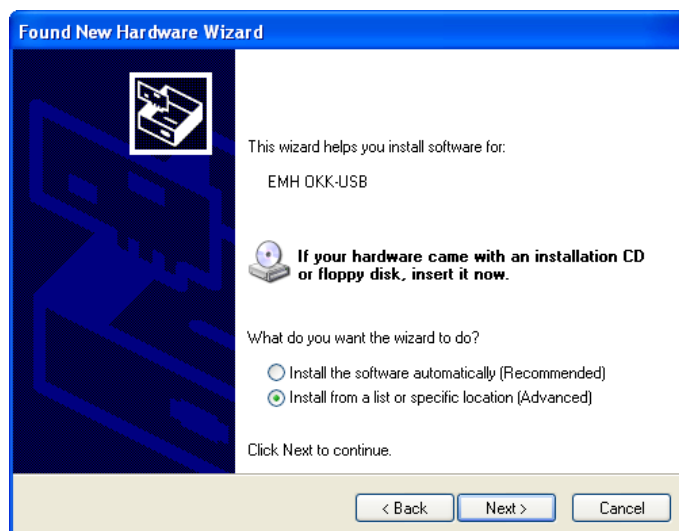 Found New Hardware Wizard
This wizard helps you install software for:
EMH OKK-USB
If your hardware came with an installation CD
or floppy disk, insert it now.
What do you want the wizard to do?
Install the software automatically (Recommended)
Install from a list or specific location (Advanced)
Click Next to continue.
< Back
Next >
Cancel